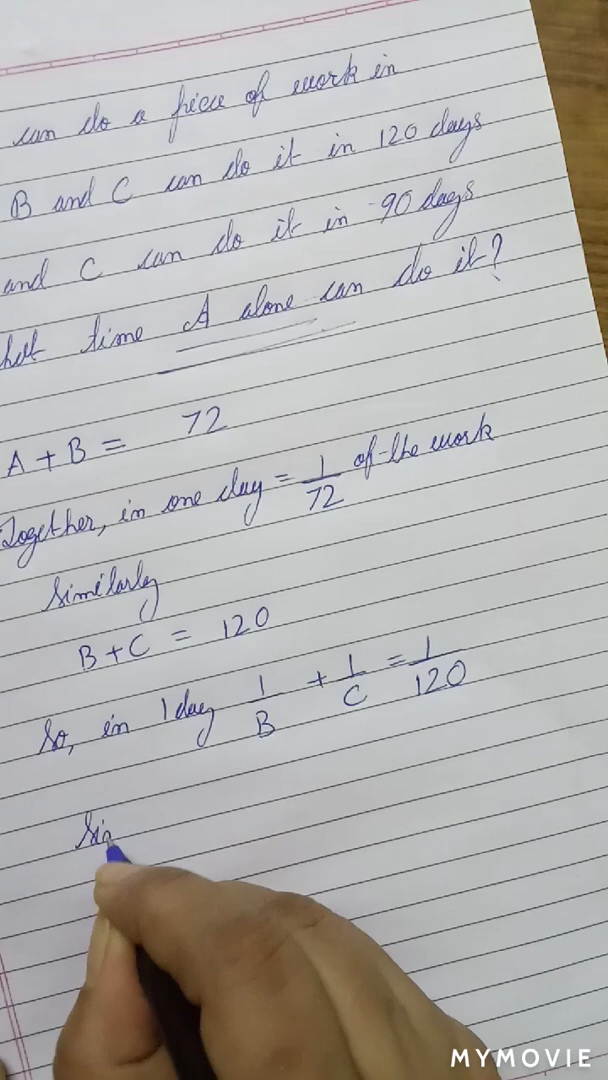 can do a piece of work in
B and C can do it in 120 days
and C can do it in 90 days
time A alone can do it?
A + B = 72
Together, in one day = 1/72 of the work
Similarly
B + C = 120
So, in 1 day 1/B + 1/C = 1/120
Si
MYMOVIE